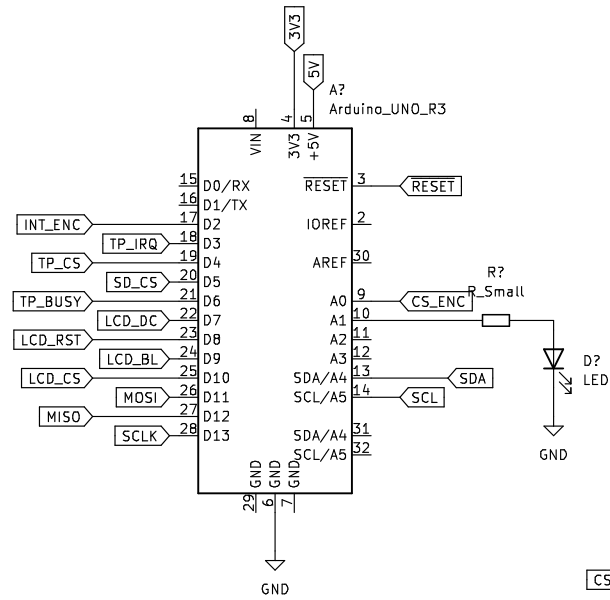 3V3
5V
A?
Arduino_UNO_R3
8
4
5
VIN
3V3
+5V
15 D0/RX
RESET 3 RESET
16 D1/TX
INT_ENC 17 D2
IOREF 2
TP_IRQ 18 D3
TP_CS 19 D4
AREF 30
SD_CS 20 D5
R?
R_Small
TP_BUSY 21 D6
A0 9 CS_ENC
LCD_DC 22 D7
A1 10
LCD_RST 23 D8
A2 11
LCD_BL 24 D9
A3 12
D?
LED
LCD_CS 25 D10
SDA/A4 13 SDA
MOSI 26 D11
SCL/A5 14 SCL
MISO 27 D12
SCLK 28 D13
SDA/A4 31
SCL/A5 32
GND
GND GND GND
29 6 7
GND
CS